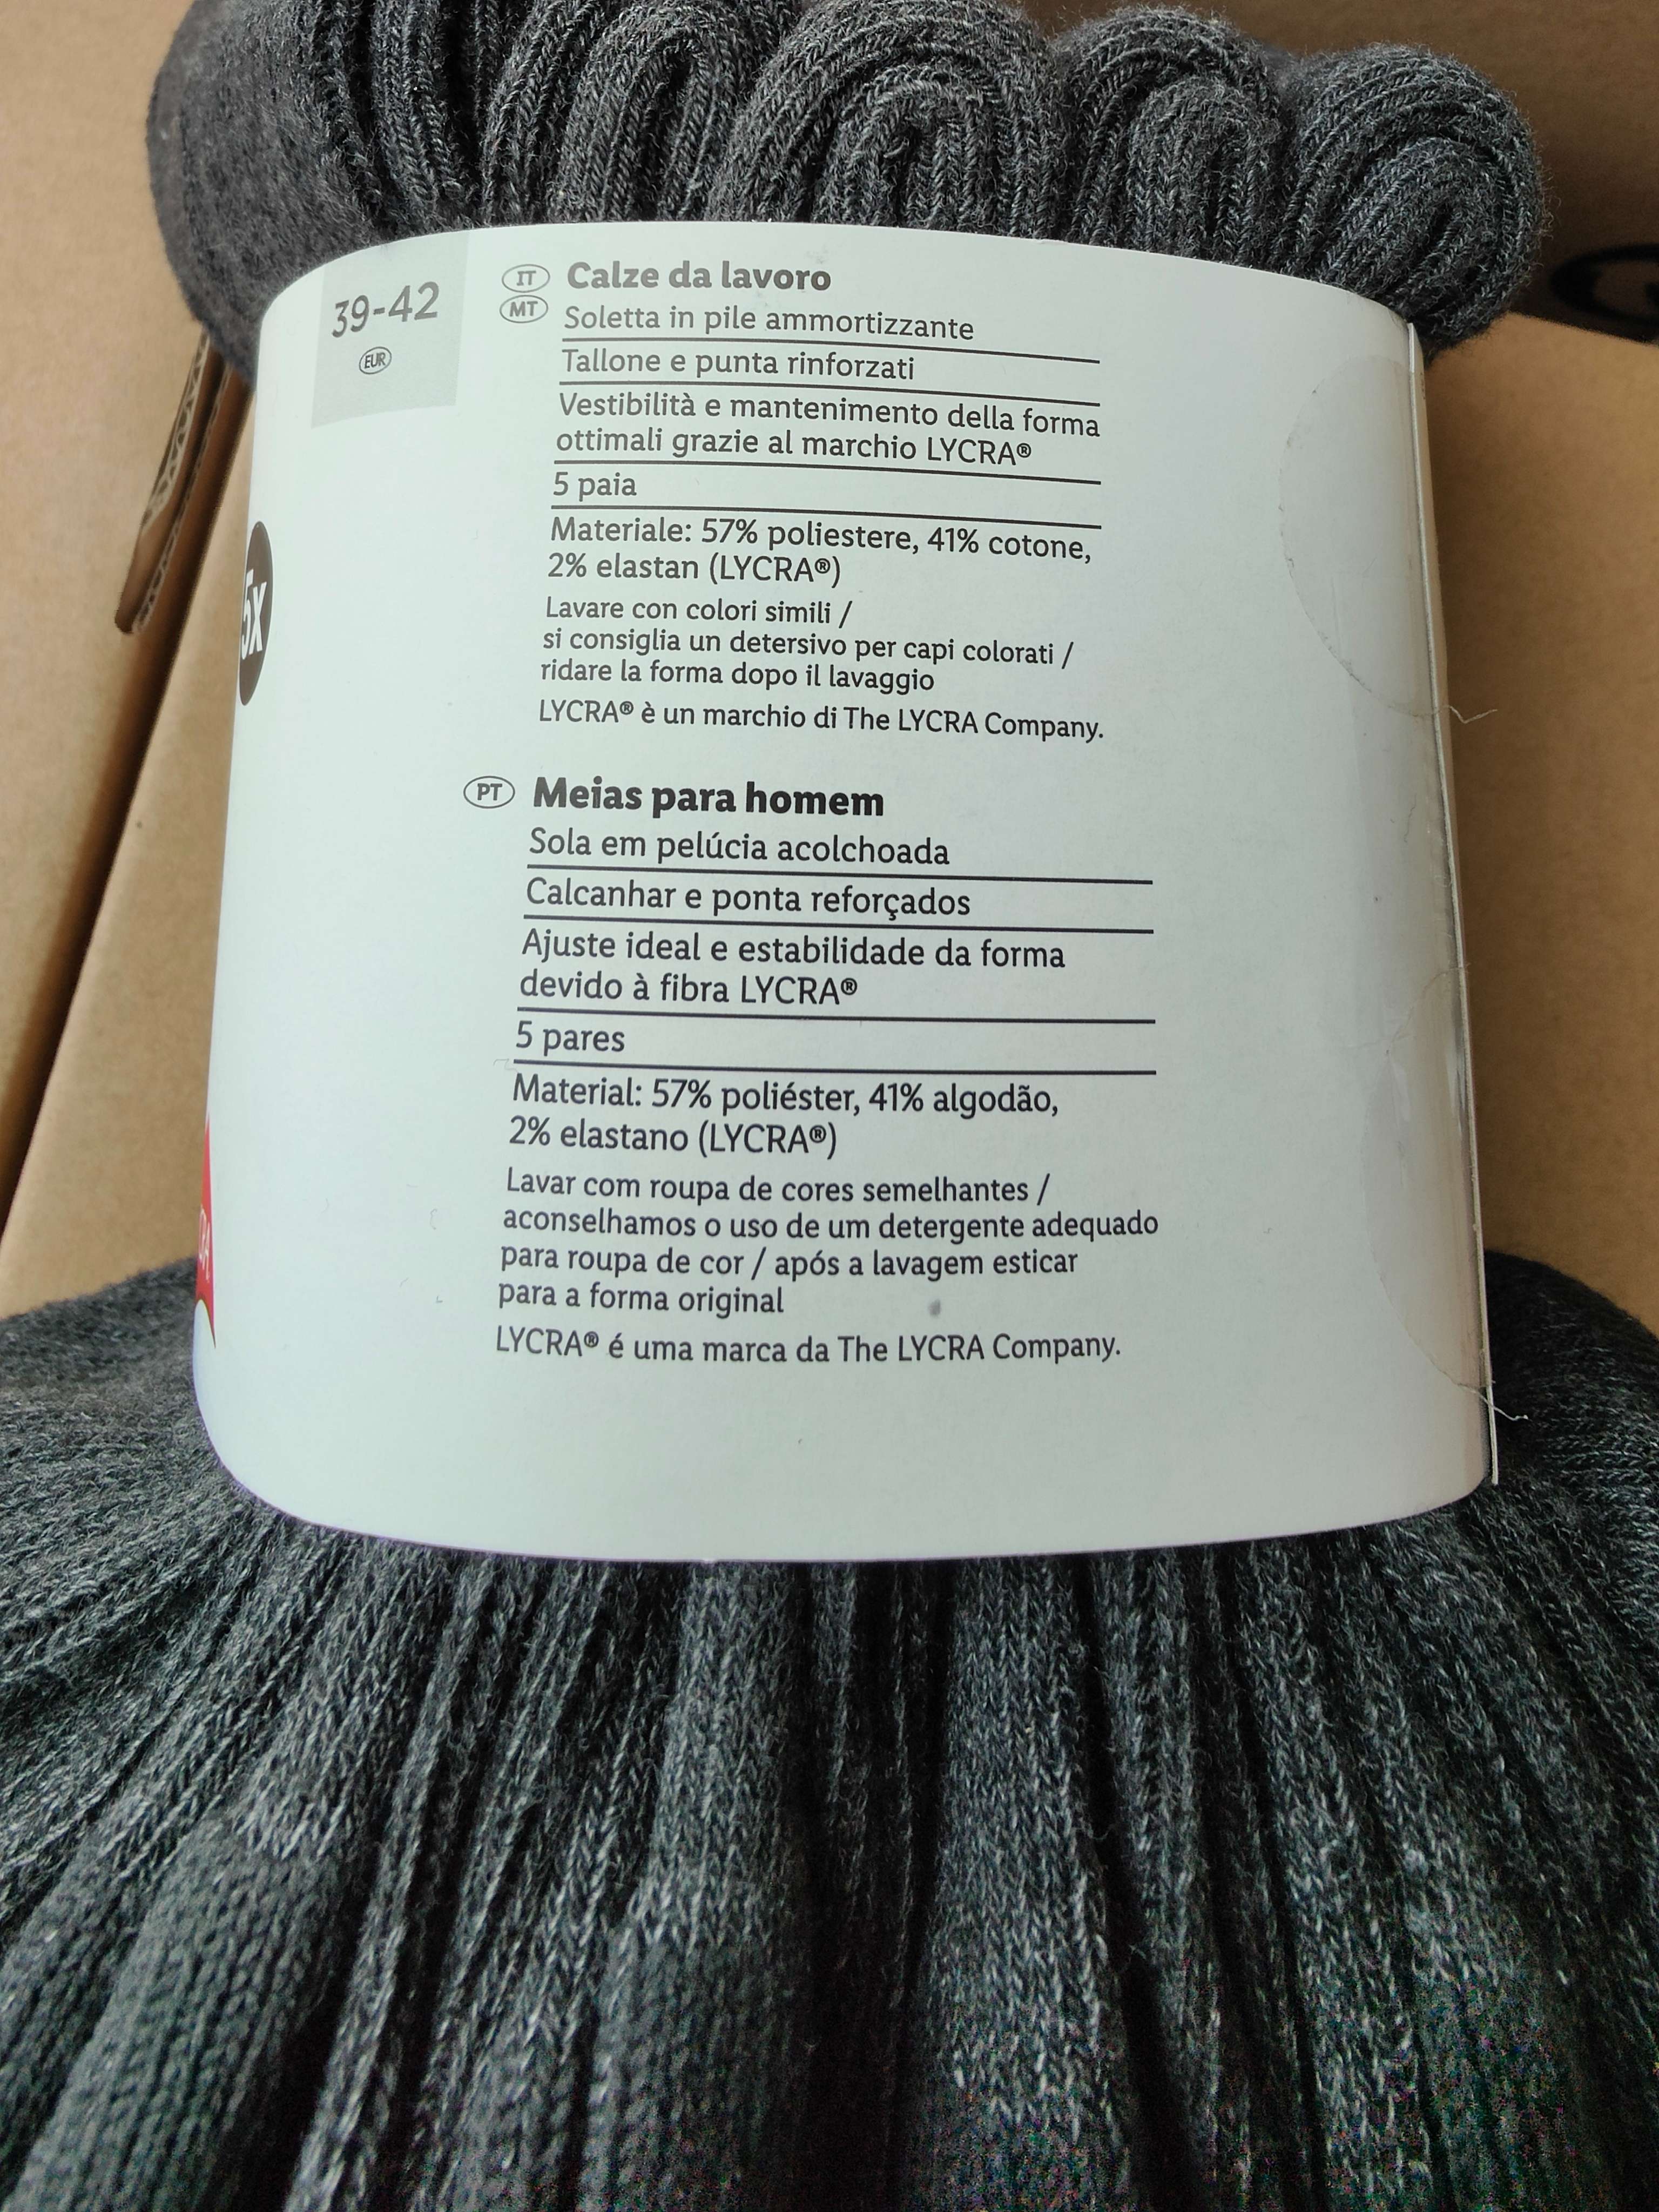 39-42
EUR
IT Calze da lavoro
MT Soletta in pile ammortizzante
Tallone e punta rinforzati
Vestibilità e mantenimento della forma
ottimali grazie al marchio LYCRA®
5 paia
Materiale: 57% poliestere, 41% cotone,
2% elastan (LYCRA®)
Lavare con colori simili /
si consiglia un detersivo per capi colorati /
ridare la forma dopo il lavaggio
LYCRA® è un marchio di The LYCRA Company.
5x
PT Meias para homem
Sola em pelúcia acolchoada
Calcanhar e ponta reforçados
Ajuste ideal e estabilidade da forma
devido à fibra LYCRA®
5 pares
Material: 57% poliéster, 41% algodão,
2% elastano (LYCRA®)
Lavar com roupa de cores semelhantes /
aconselhamos o uso de um detergente adequado
para roupa de cor / após a lavagem esticar
para a forma original
LYCRA® é uma marca da The LYCRA Company.